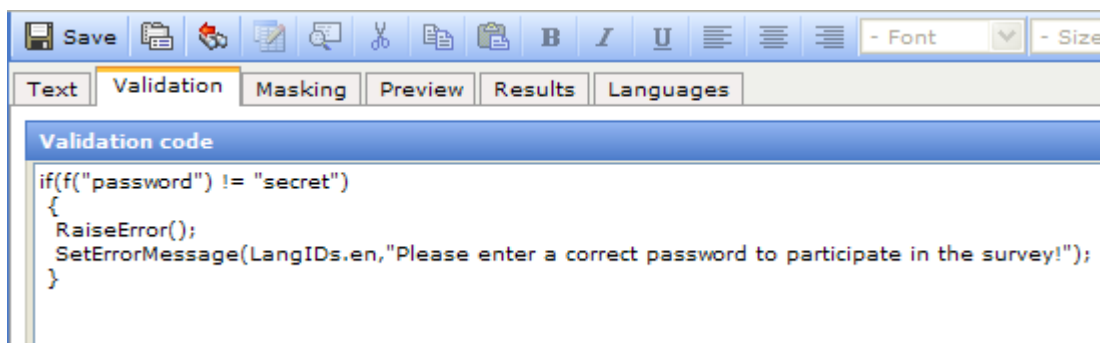 Save B I U - Font - Size
Text Validation Masking Preview Results Languages
Validation code
if(f("password") != "secret")
{
RaiseError();
SetErrorMessage(LangIDs.en,"Please enter a correct password to participate in the survey!");
}